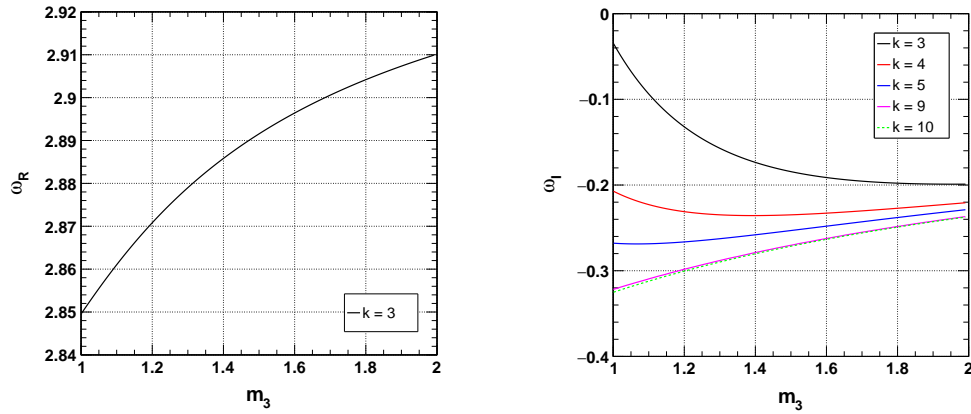 2.92
2.91
2.9
2.89
2.88
2.87
2.86
2.85
2.84
ω_R
1 1.2 1.4 1.6 1.8 2
m_3
k = 3
0
−0.1
−0.2
−0.3
−0.4
ω_I
1 1.2 1.4 1.6 1.8 2
m_3
k = 3
k = 4
k = 5
k = 9
k = 10